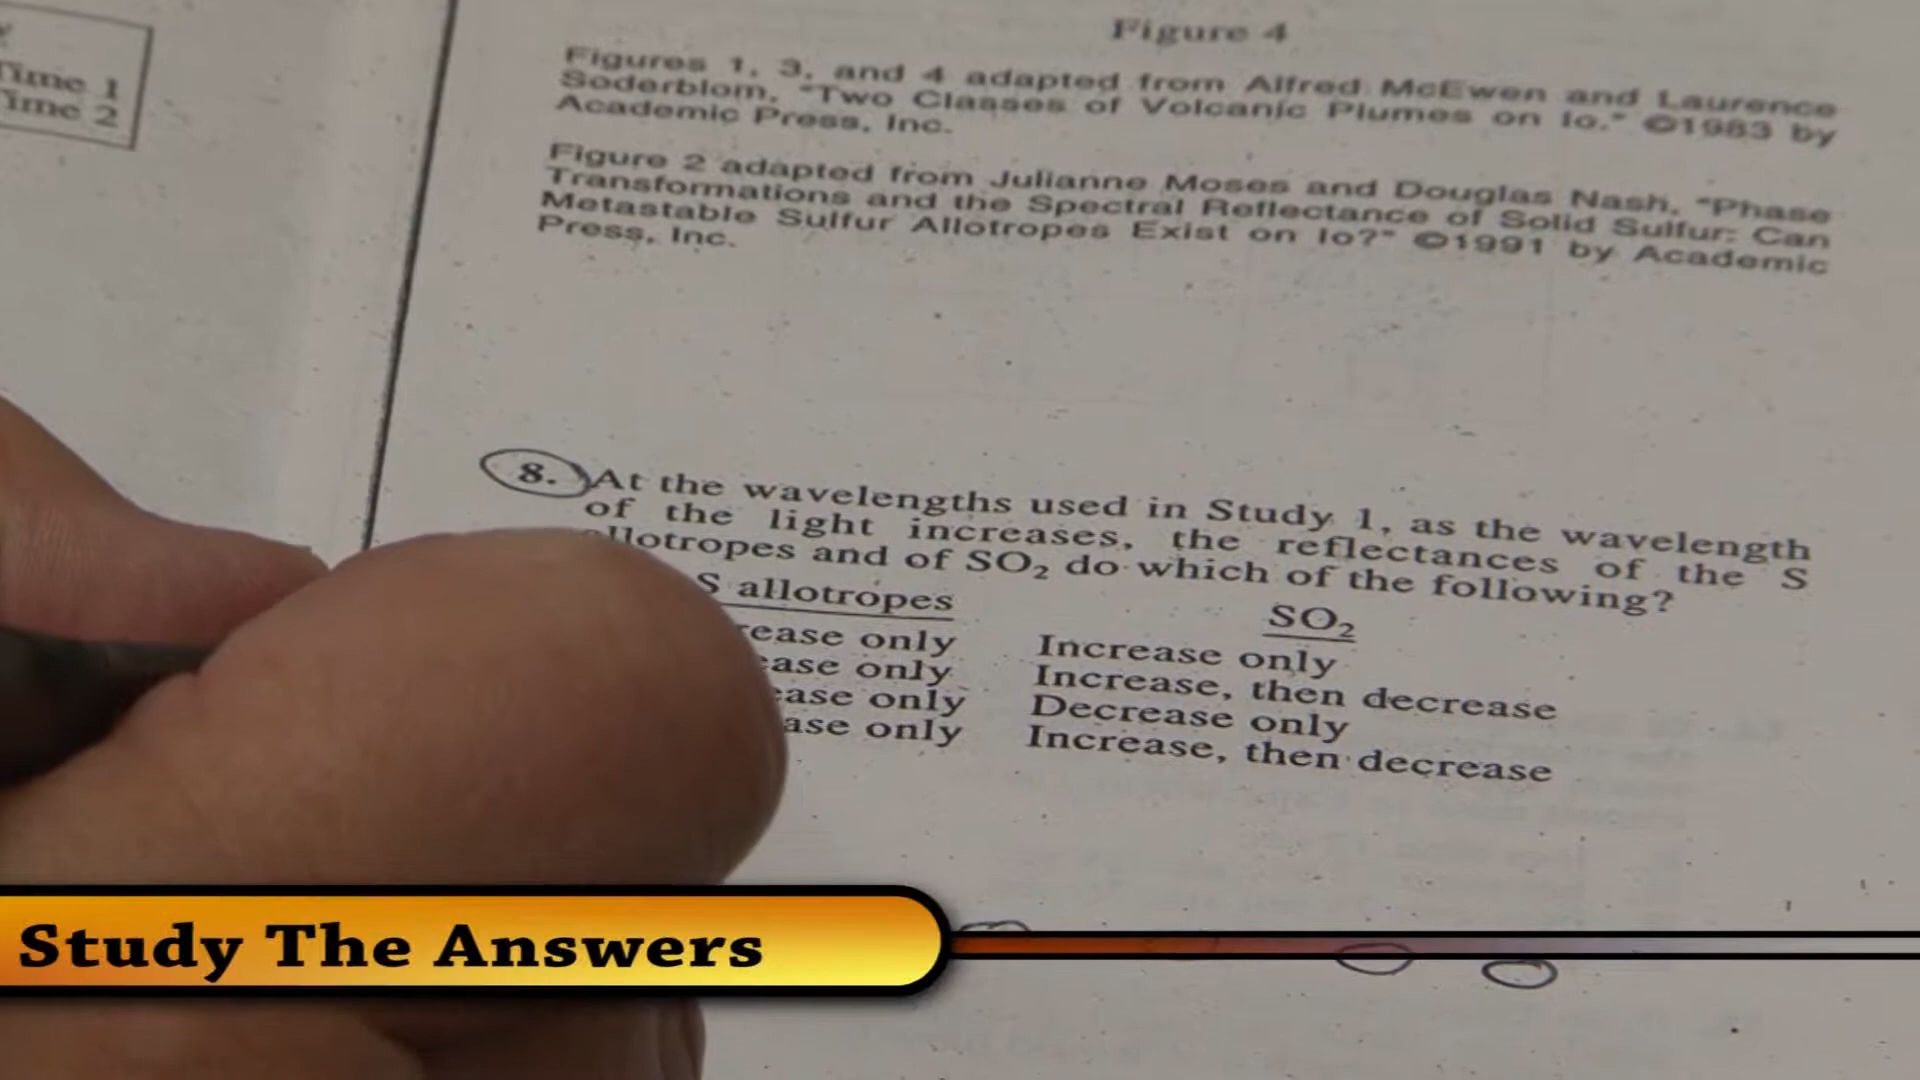 Time 1
Time 2
Figure 4
Figures 1, 3, and 4 adapted from Alfred McEwen and Laurence
Soderblom, "Two Classes of Volcanic Plumes on Io." ©1983 by
Academic Press, Inc.
Figure 2 adapted from Julianne Moses and Douglas Nash, "Phase
Transformations and the Spectral Reflectance of Solid Sulfur: Can
Metastable Sulfur Allotropes Exist on Io?" ©1991 by Academic
Press, Inc.
8. At the wavelengths used in Study 1, as the wavelength
of the light increases, the reflectances of the S
allotropes and of SO₂ do which of the following?
S allotropes SO₂
only Increase only
only Increase, then decrease
only Decrease only
only Increase, then decrease
Study The Answers